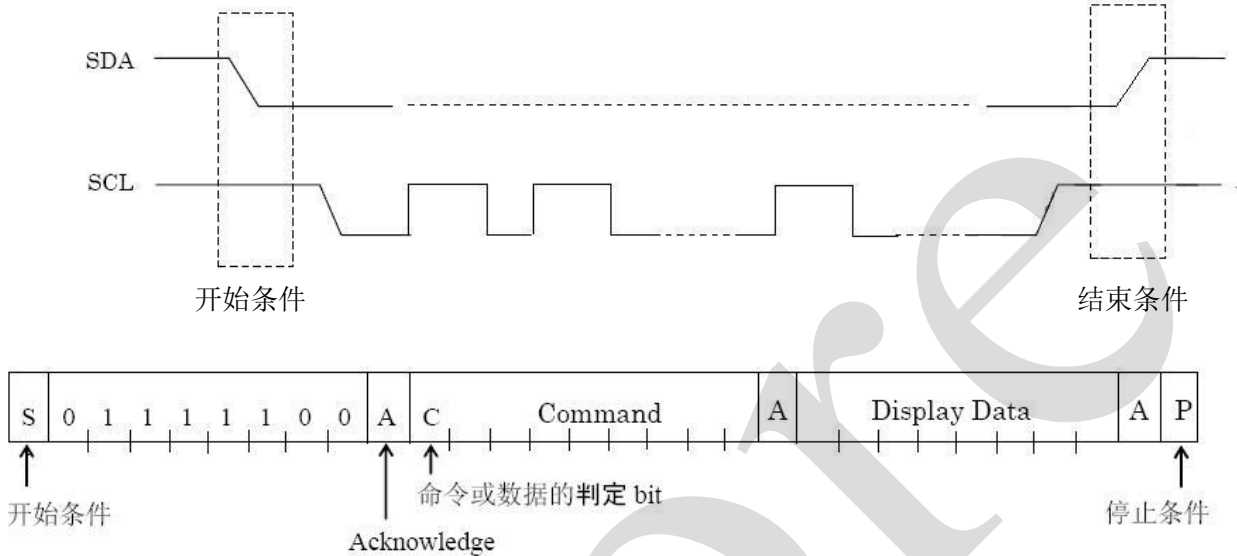 SDA
SCL
开始条件 结束条件
S 0 1 1 1 1 1 0 0 A C Command A Display Data A P
开始条件 命令或数据的判定 bit 停止条件
Acknowledge